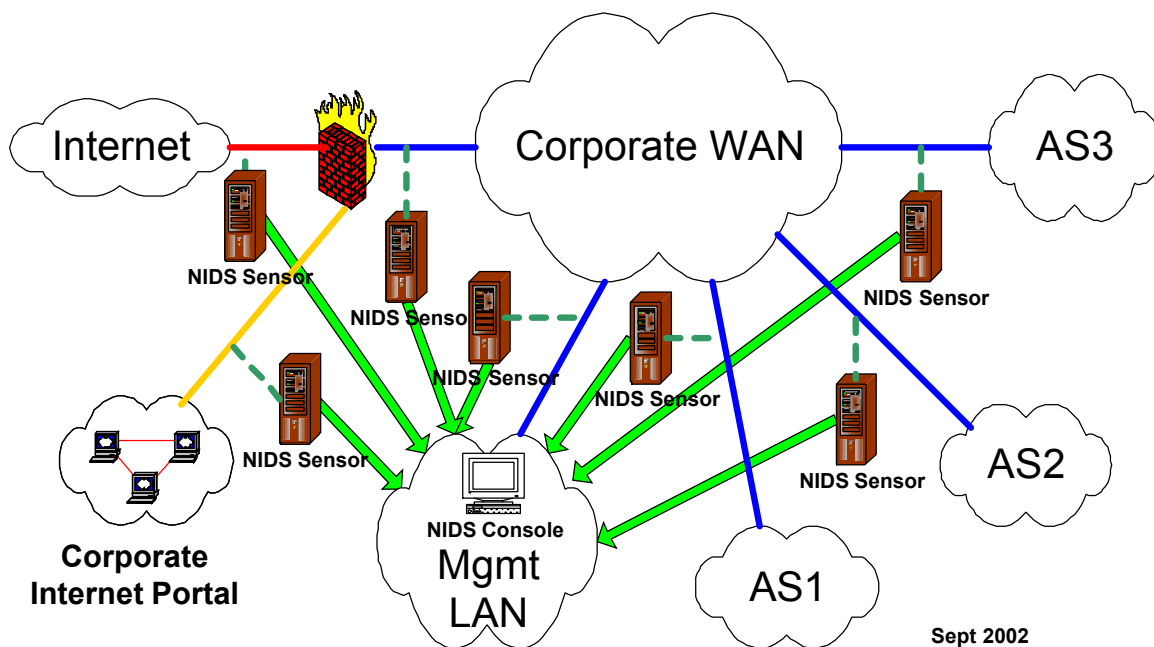 Internet
Corporate WAN
AS3
NIDS Sensor
NIDS Senso
NIDS Sensor
NIDS Sensor
NIDS Sensor
NIDS Sensor
NIDS Sensor
AS2
NIDS Console
Mgmt
LAN
AS1
Corporate
Internet Portal
Sept 2002